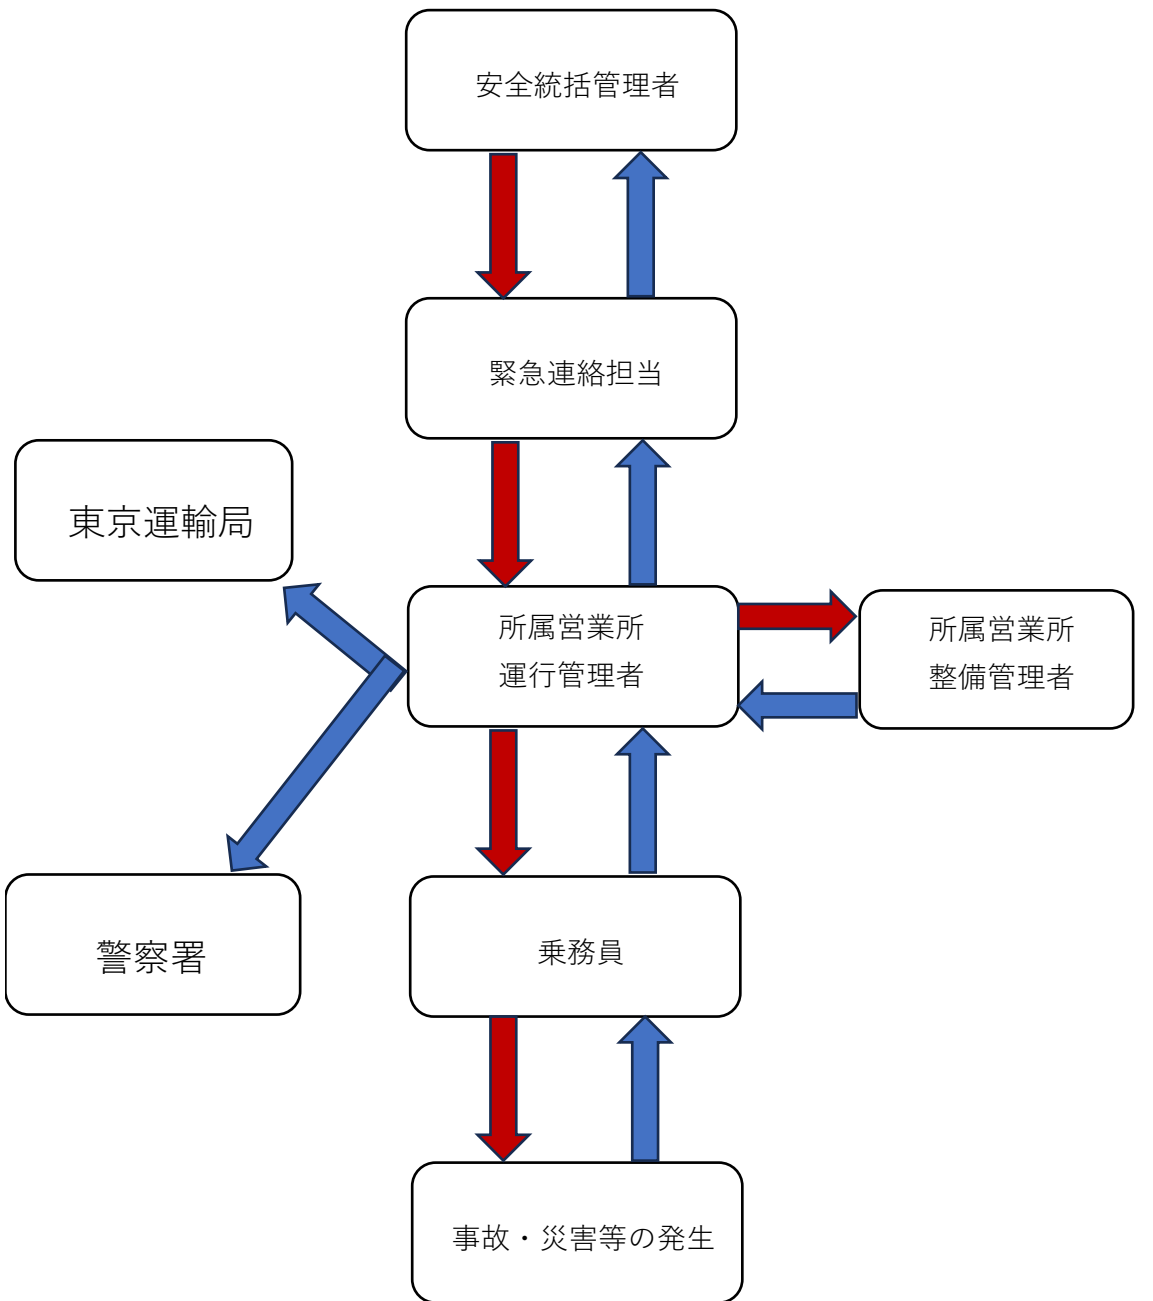 安全統括管理者
緊急連絡担当
東京運輸局
所属営業所
運行管理者
所属営業所
整備管理者
警察署
乗務員
事故・災害等の発生